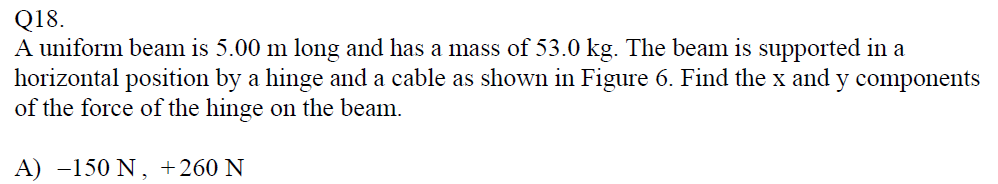 Q18.
A uniform beam is 5.00 m long and has a mass of 53.0 kg. The beam is supported in a
horizontal position by a hinge and a cable as shown in Figure 6. Find the x and y components
of the force of the hinge on the beam.
A) –150 N, +260 N